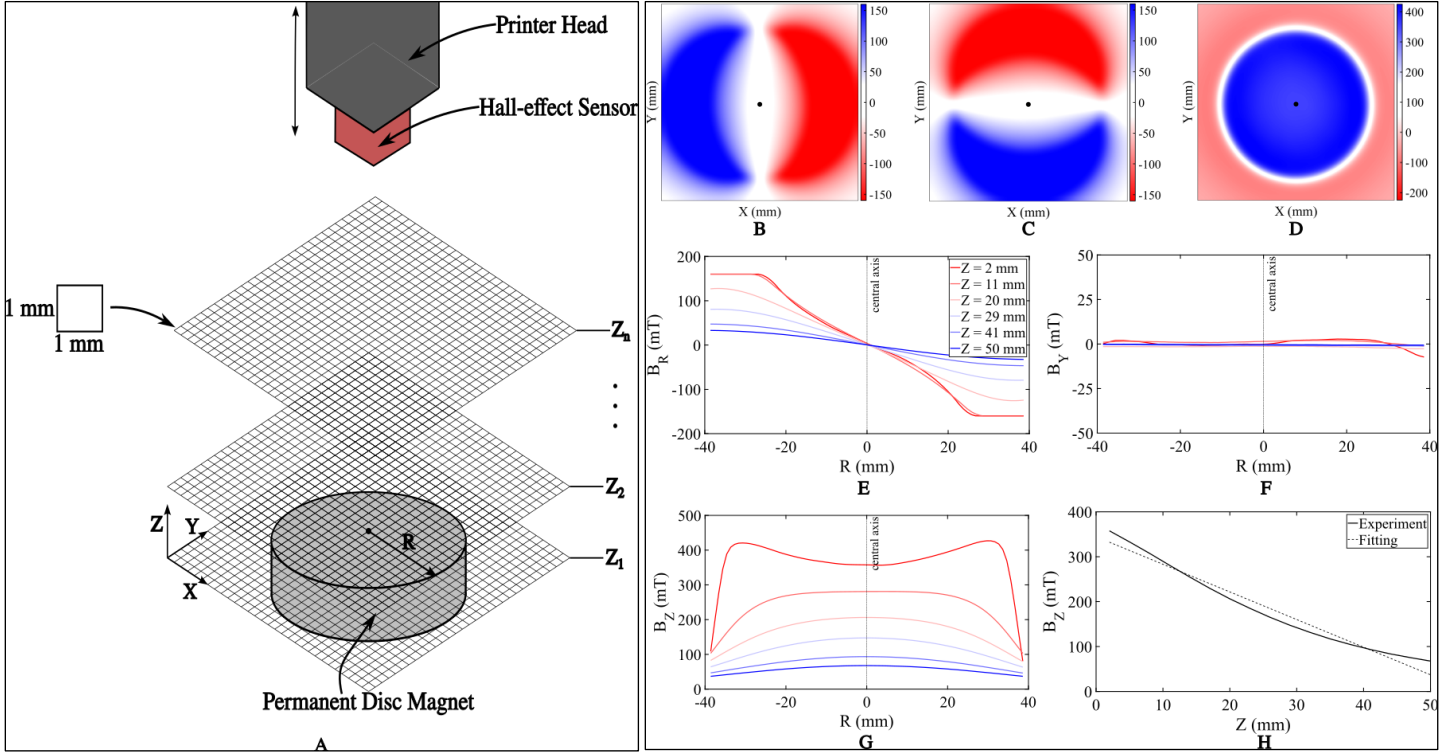 Printer Head
Hall-effect Sensor
1 mm
1 mm
Zn
Z2
Z1
Z
Y
X
R
Permanent Disc Magnet
A
Y (mm)
X (mm)
150
100
50
0
-50
-100
-150
B
Y (mm)
X (mm)
150
100
50
0
-50
-100
-150
C
Y (mm)
X (mm)
400
300
200
100
0
-100
-200
D
BR (mT)
200
100
0
-100
-200
central axis
Z = 2 mm
Z = 11 mm
Z = 20 mm
Z = 29 mm
Z = 41 mm
Z = 50 mm
-40 -20 0 20 40
R (mm)
E
BY (mT)
50
25
0
-25
-50
central axis
-40 -20 0 20 40
R (mm)
F
BZ (mT)
500
400
300
200
100
0
central axis
-40 -20 0 20 40
R (mm)
G
BZ (mT)
400
300
200
100
0
Experiment
Fitting
0 10 20 30 40 50
Z (mm)
H